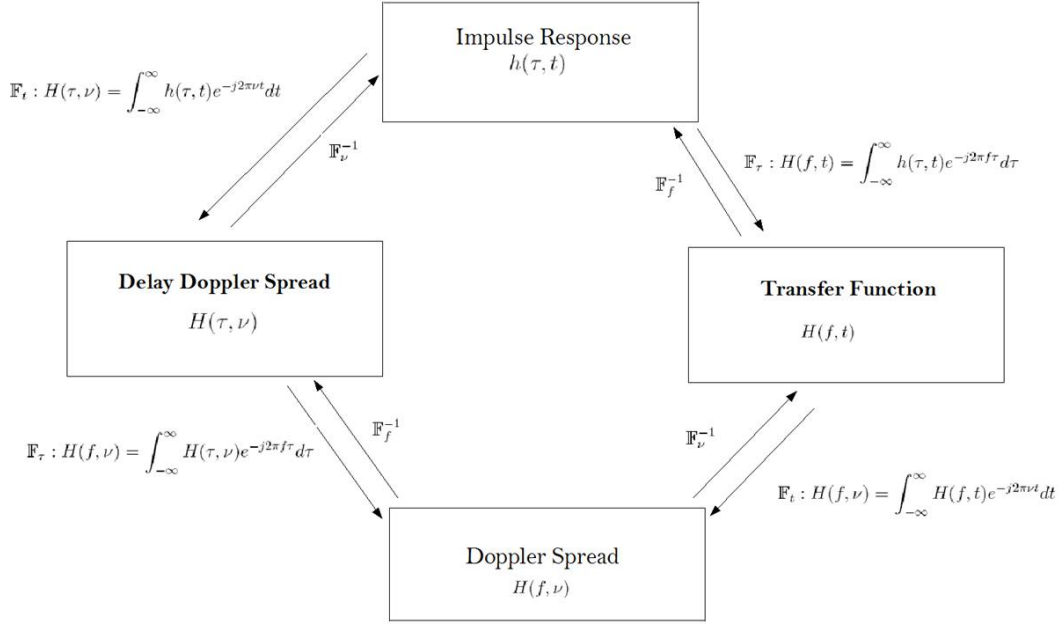 Impulse Response
h(τ, t)
𝔽_t : H(τ, ν) = ∫_{-∞}^{∞} h(τ, t)e^{-j2πνt}dt
𝔽_ν^{-1}
𝔽_f^{-1}
𝔽_τ : H(f, t) = ∫_{-∞}^{∞} h(τ, t)e^{-j2πfτ}dτ
Delay Doppler Spread
H(τ, ν)
Transfer Function
H(f, t)
𝔽_τ : H(f, ν) = ∫_{-∞}^{∞} H(τ, ν)e^{-j2πfτ}dτ
𝔽_f^{-1}
𝔽_ν^{-1}
𝔽_t : H(f, ν) = ∫_{-∞}^{∞} H(f, t)e^{-j2πνt}dt
Doppler Spread
H(f, ν)